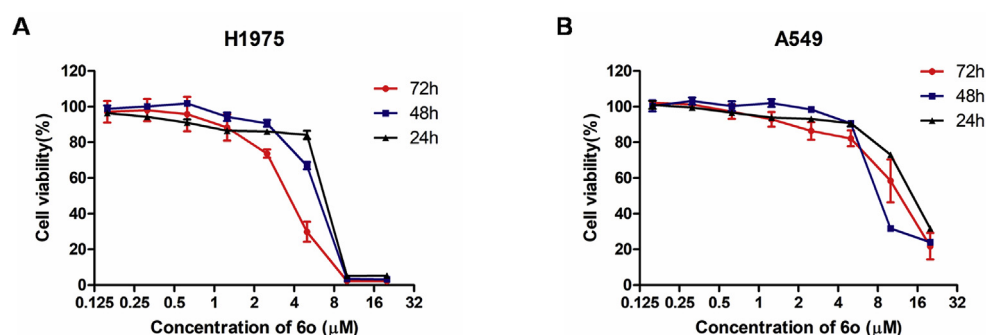 A
H1975
120
100
80
60
40
20
0
Cell viability(%)
0.125 0.25 0.5 1 2 4 8 16 32
Concentration of 6o (μM)
72h
48h
24h
B
A549
120
100
80
60
40
20
0
Cell viability(%)
0.125 0.25 0.5 1 2 4 8 16 32
Concentration of 6o (μM)
72h
48h
24h